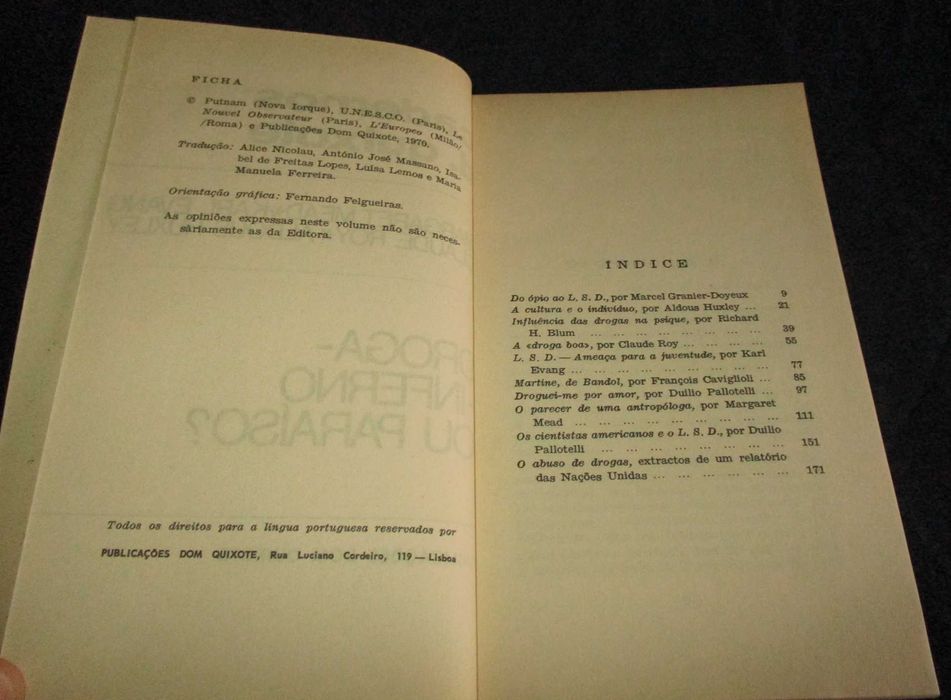 FICHA
© Putnam (Nova Iorque), U.N.E.S.C.O. (Paris), Le
Nouvel Observateur (Paris), L'Europeo (Milão/
/Roma) e Publicações Dom Quixote, 1970.
Tradução: Alice Nicolau, António José Massano, Isa-
bel de Freitas Lopes, Luísa Lemos e Maria
Manuela Ferreira.
Orientação gráfica: Fernando Felgueiras.
As opiniões expressas neste volume não são neces-
sàriamente as da Editora.
DROGA
INFERNO
OU PARAÍSO?
Todos os direitos para a língua portuguesa reservados por
PUBLICAÇÕES DOM QUIXOTE, Rua Luciano Cordeiro, 119 — Lisboa
ÍNDICE
Do ópio ao L. S. D., por Marcel Granier-Doyeux 9
A cultura e o indivíduo, por Aldous Huxley ... 21
Influência das drogas na psique, por Richard
H. Blum ... ... ... ... ... ... ... ... 39
A «droga boa», por Claude Roy ... ... ... ... 55
L. S. D. — Ameaça para a juventude, por Karl
Evang ... ... ... ... ... ... ... ... ... 77
Martine, de Bandol, por François Caviglioli ... 85
Droguei-me por amor, por Duilio Pallotelli ... 97
O parecer de uma antropóloga, por Margaret
Mead ... ... ... ... ... ... ... ... 111
Os cientistas americanos e o L. S. D., por Duilio
Pallotelli ... ... ... ... ... ... ... 151
O abuso de drogas, extractos de um relatório
das Nações Unidas ... ... ... ... ... ... 171